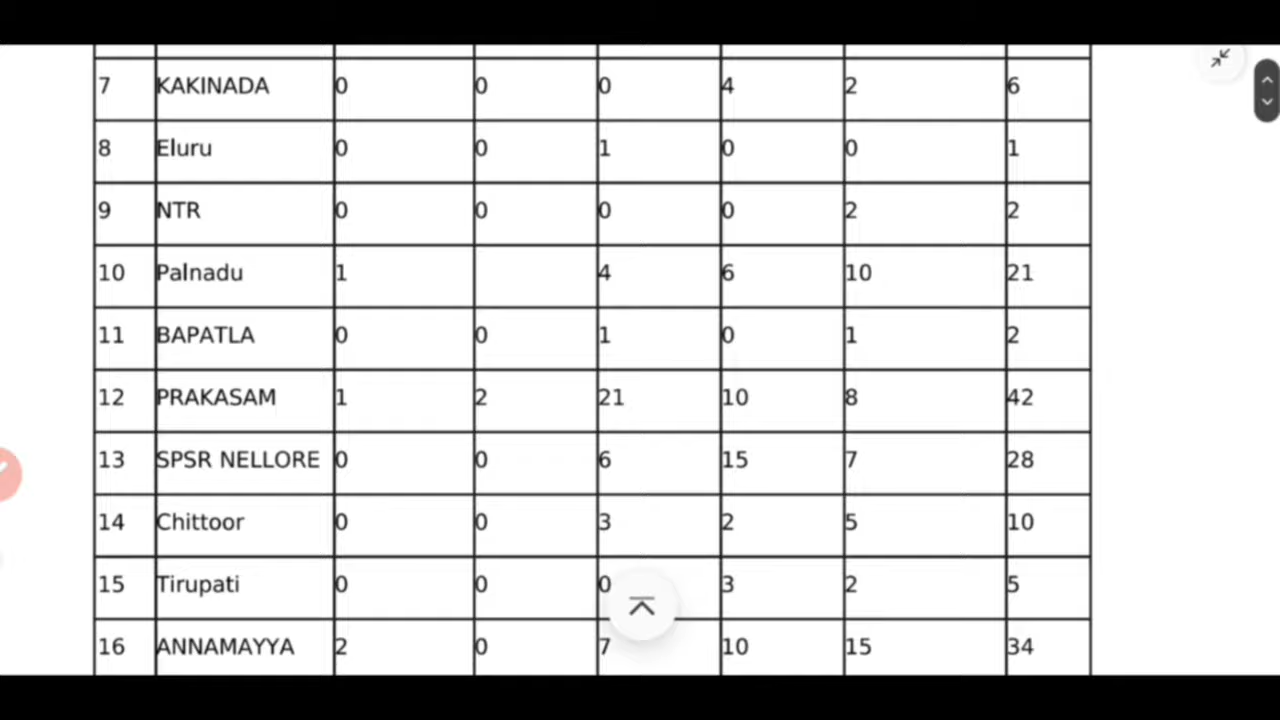 7 KAKINADA 0 0 0 4 2 6
8 Eluru 0 0 1 0 0 1
9 NTR 0 0 0 0 2 2
10 Palnadu 1 4 6 10 21
11 BAPATLA 0 0 1 0 1 2
12 PRAKASAM 1 2 21 10 8 42
13 SPSR NELLORE 0 0 6 15 7 28
14 Chittoor 0 0 3 2 5 10
15 Tirupati 0 0 0 3 2 5
16 ANNAMAYYA 2 0 7 10 15 34